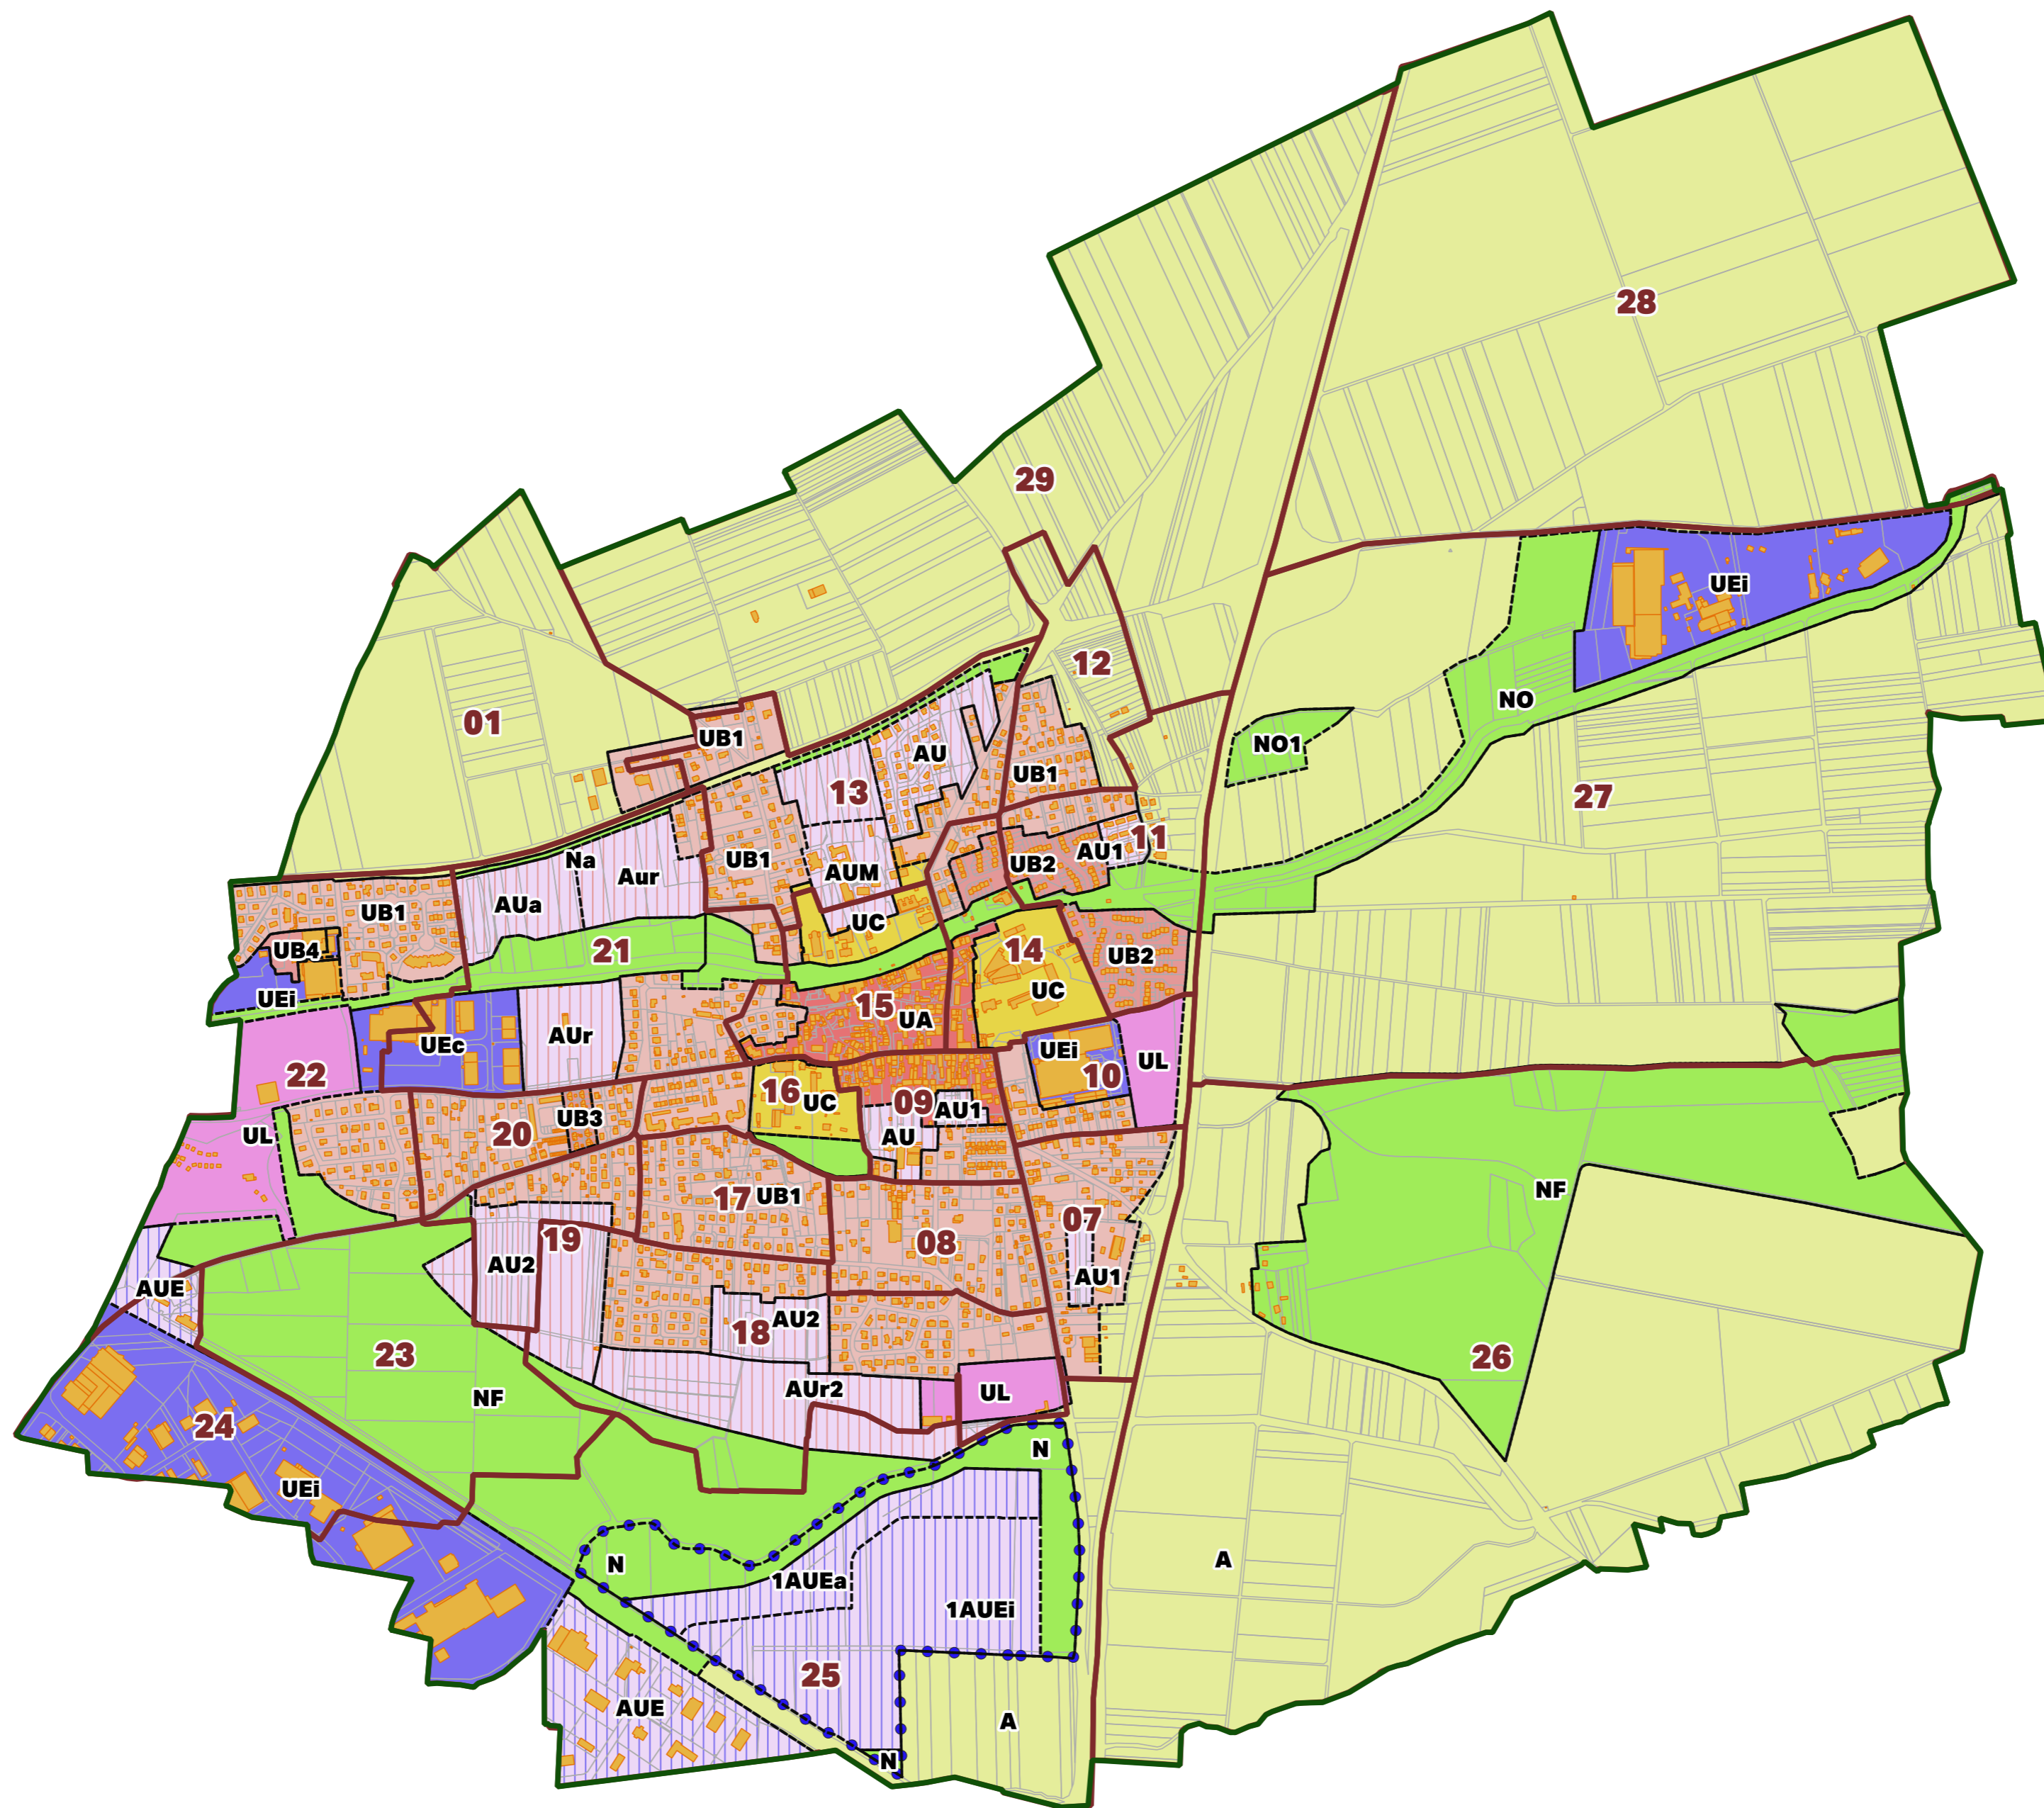 28
29
UEi
12
NO
01
UB1
NO1
AU
UB1
13
27
11
AU1
Na
UB1
UB2
AUM
Aur
AUa
UB1
UC
14
21
UB4
UB2
UC
UEi
15
UA
AUr
UEc
UEi
UL
22
10
16
UC
09
AU1
UB3
UL
20
AU
NF
17
UB1
07
19
08
AU2
AU1
AUE
AU2
18
23
26
AUr2
UL
NF
24
N
UEi
A
N
1AUEa
1AUEi
25
AUE
A
N